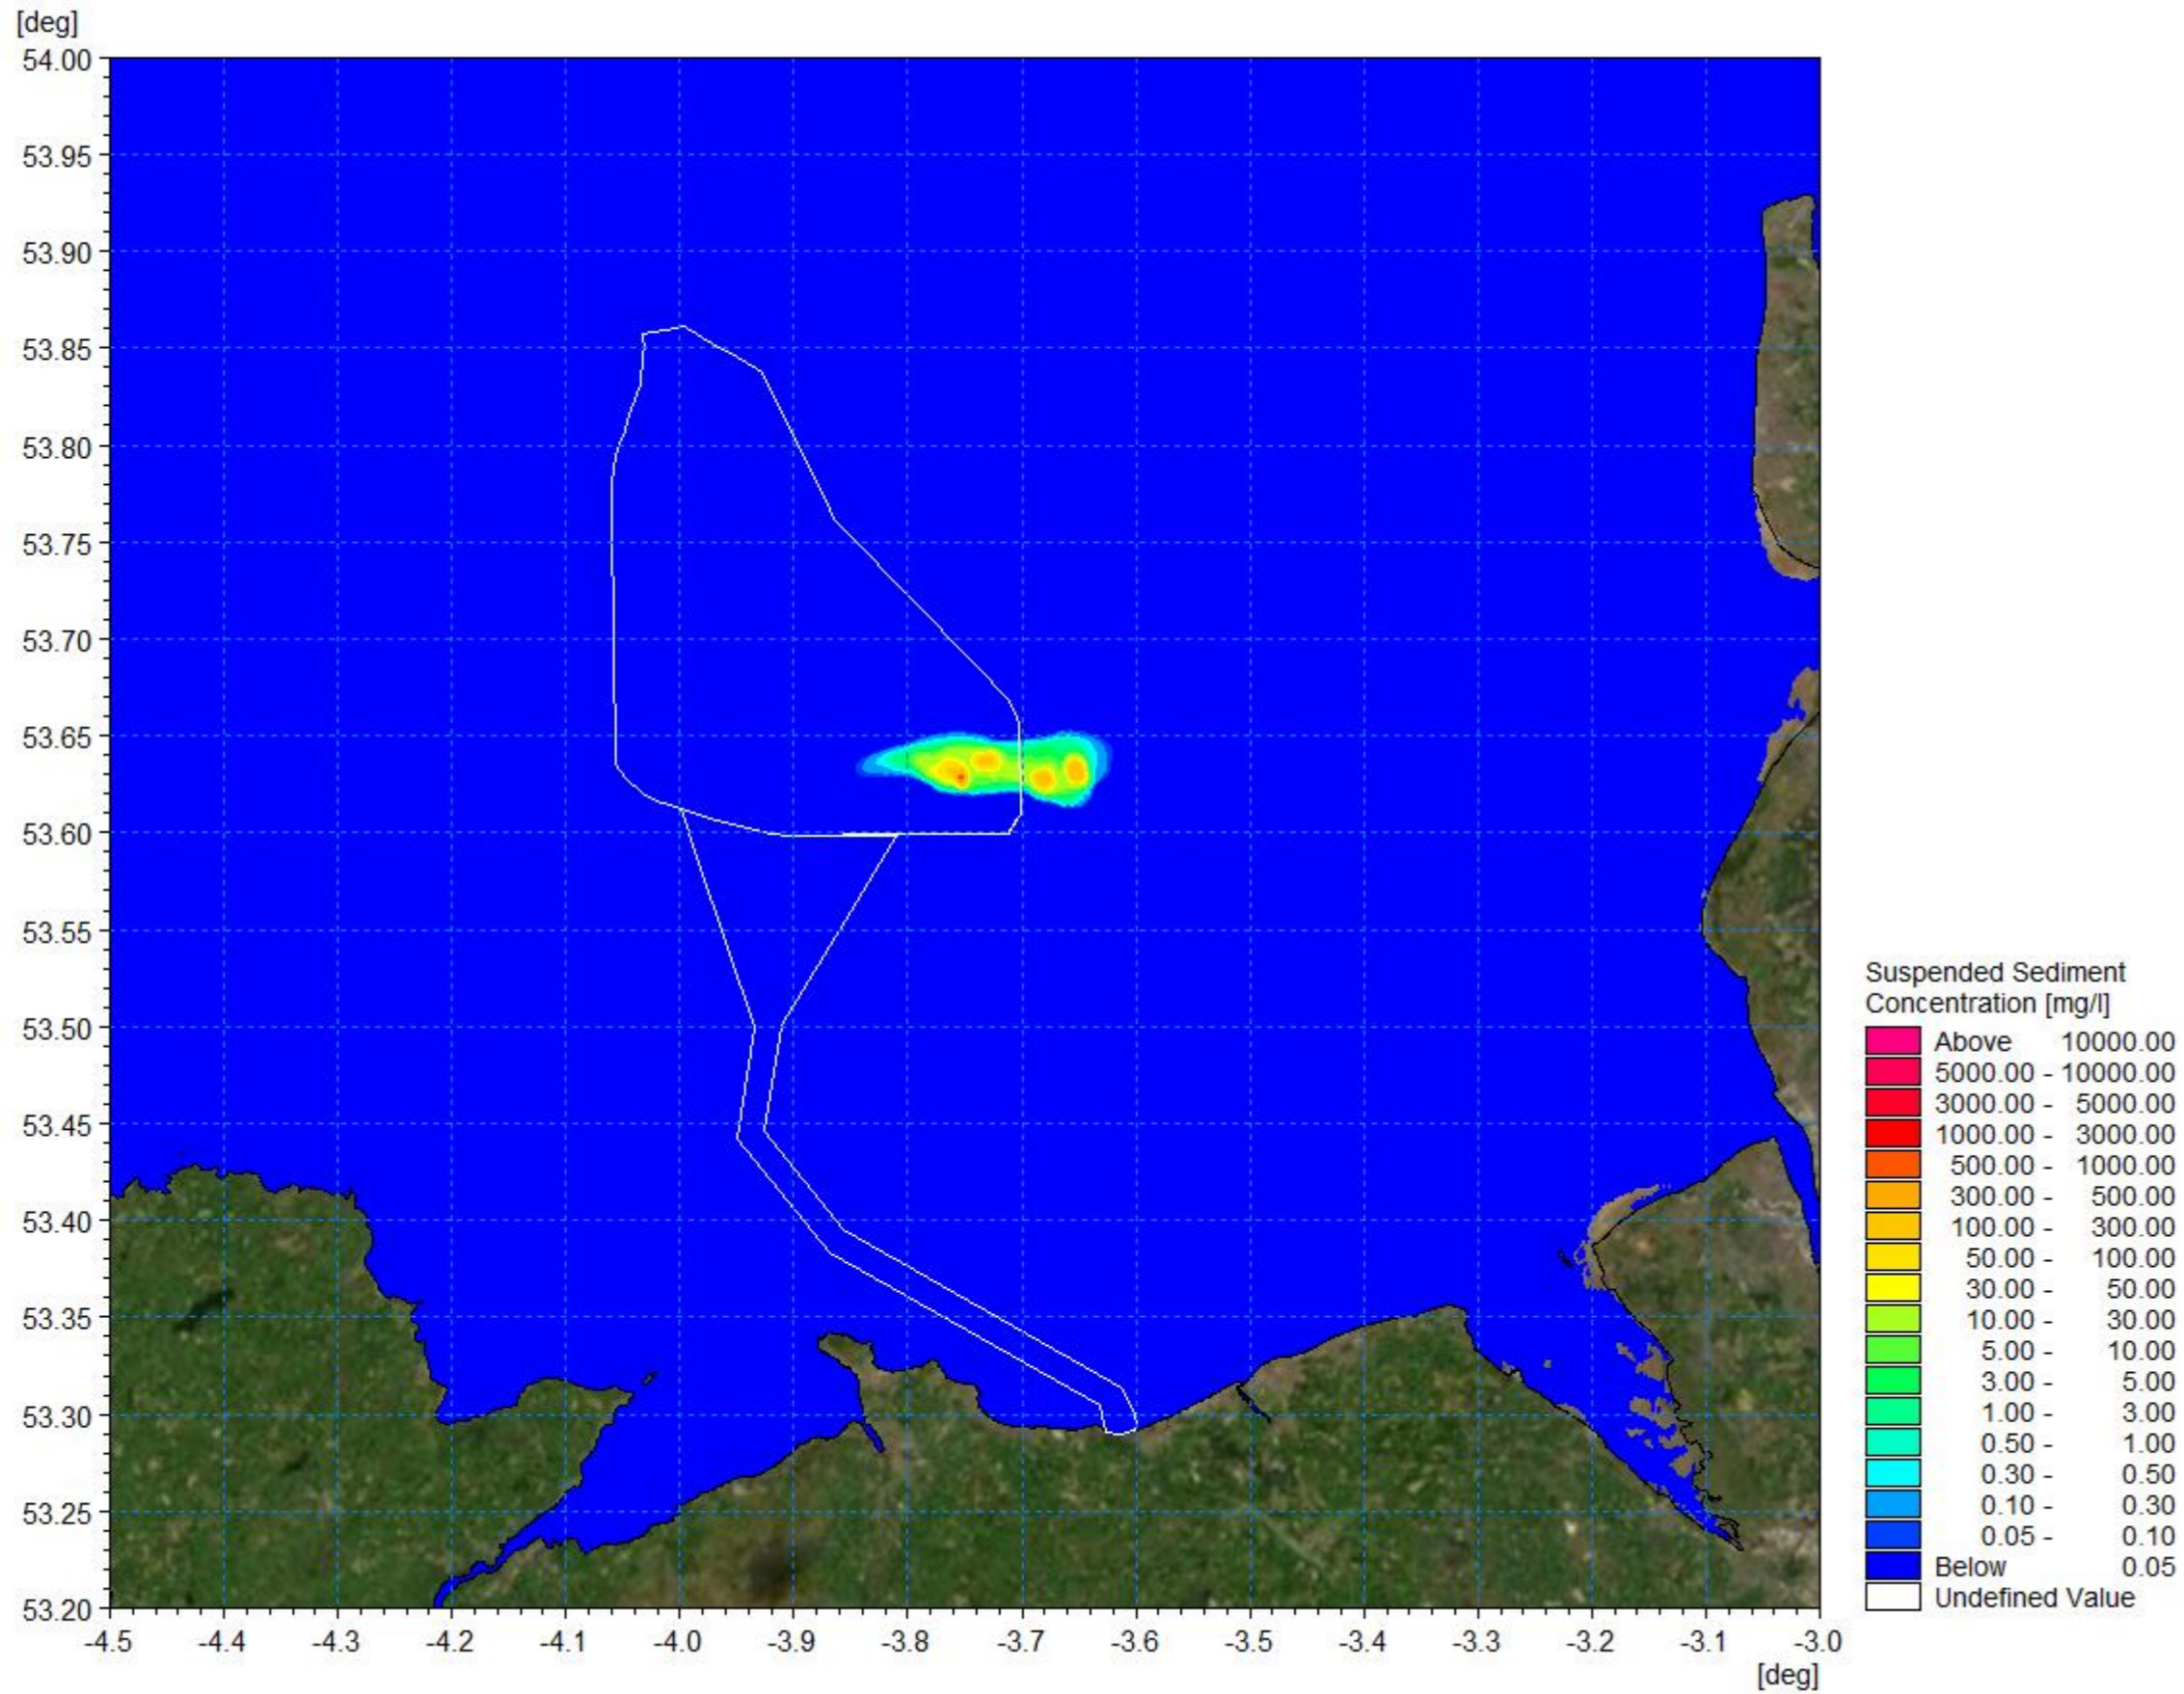 [deg]
54.00
53.95
53.90
53.85
53.80
53.75
53.70
53.65
53.60
53.55
53.50
53.45
53.40
53.35
53.30
53.25
53.20
-4.5 -4.4 -4.3 -4.2 -4.1 -4.0 -3.9 -3.8 -3.7 -3.6 -3.5 -3.4 -3.3 -3.2 -3.1 -3.0
[deg]
Suspended Sediment
Concentration [mg/l]
Above 10000.00
5000.00 - 10000.00
3000.00 - 5000.00
1000.00 - 3000.00
500.00 - 1000.00
300.00 - 500.00
100.00 - 300.00
50.00 - 100.00
30.00 - 50.00
10.00 - 30.00
5.00 - 10.00
3.00 - 5.00
1.00 - 3.00
0.50 - 1.00
0.30 - 0.50
0.10 - 0.30
0.05 - 0.10
Below 0.05
Undefined Value